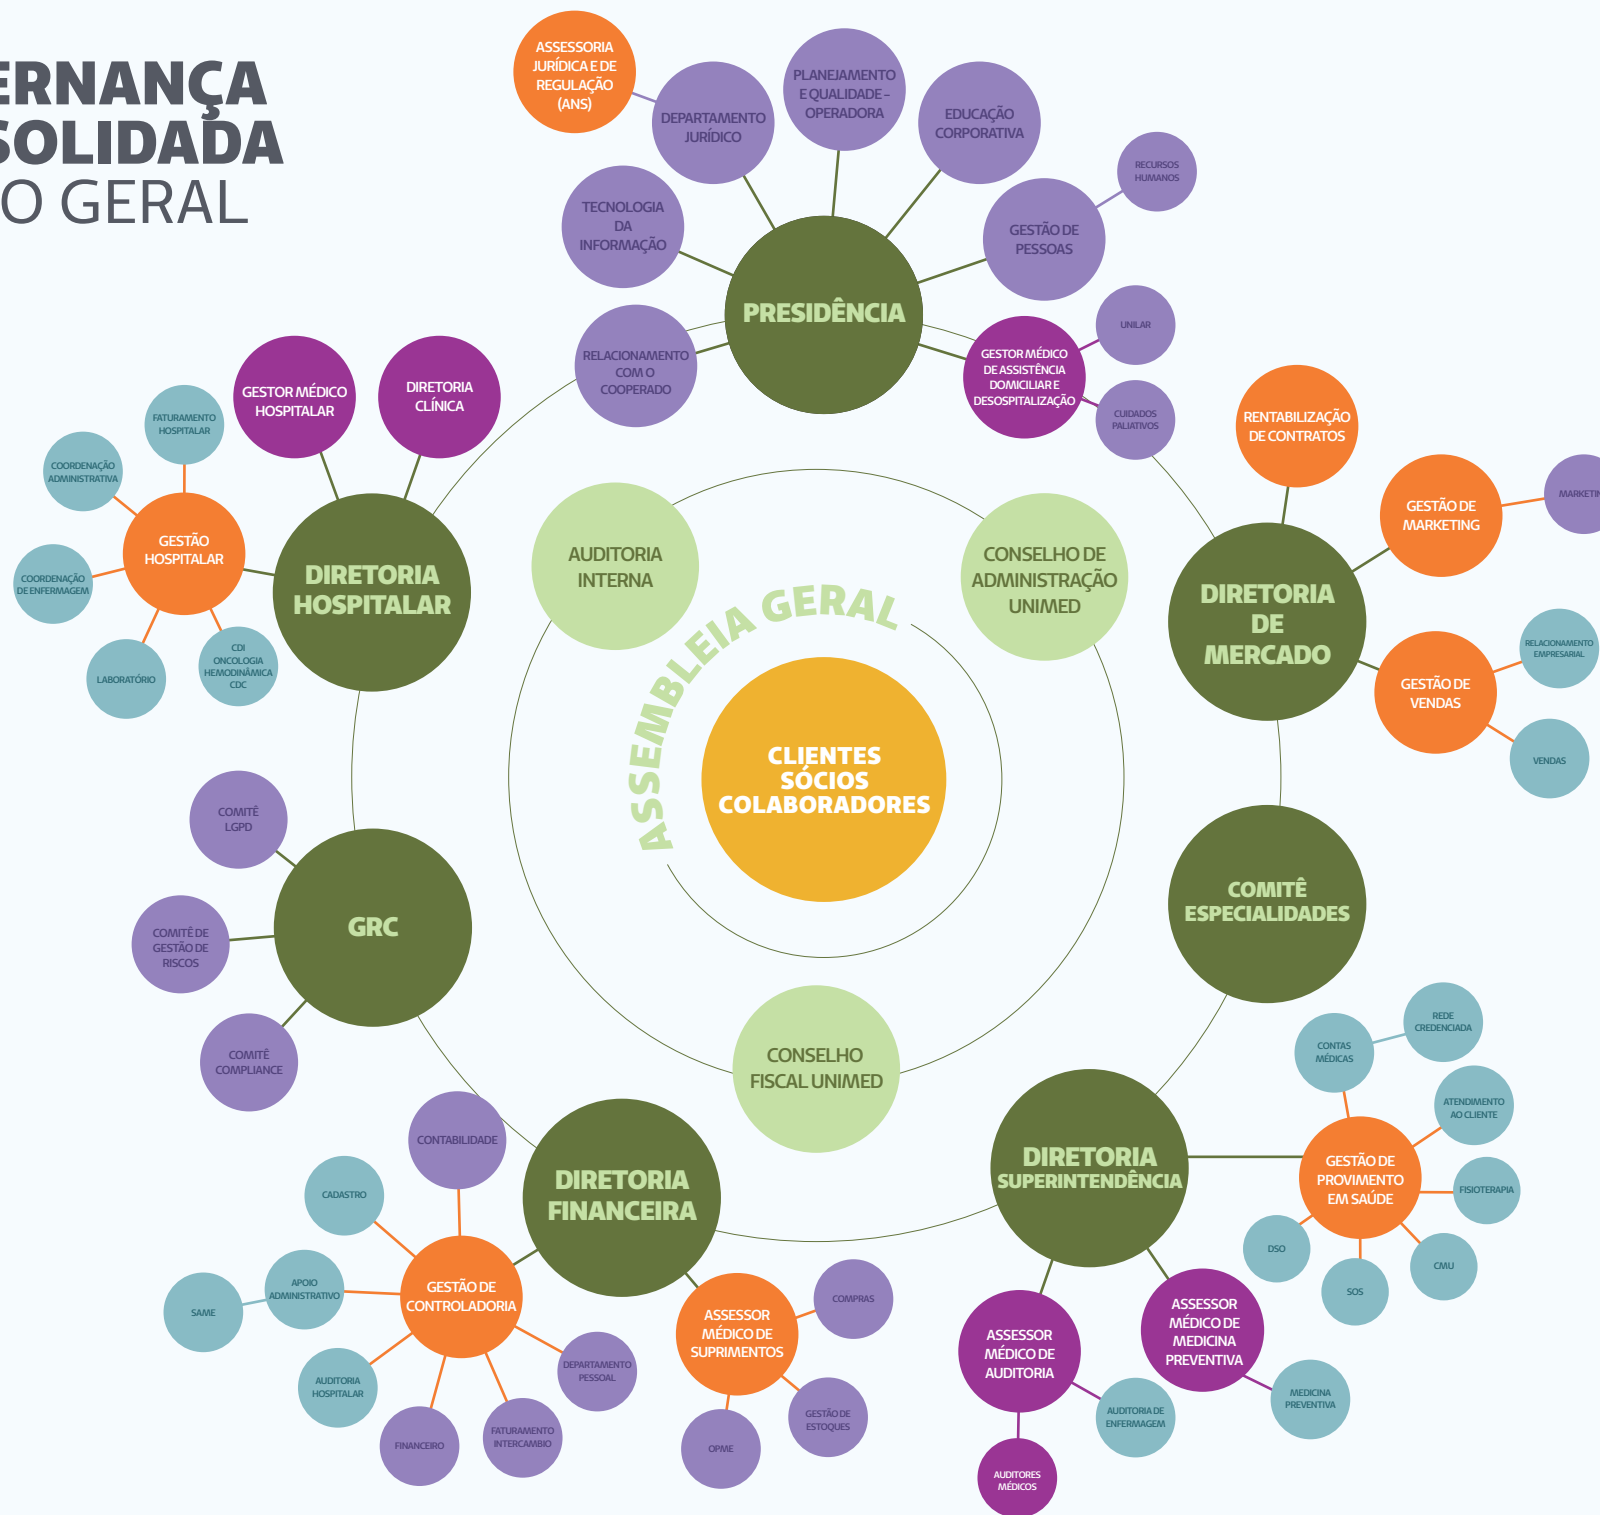 ERNANÇA
SOLIDADA
O GERAL
ASSESSORIA
JURÍDICA E DE
REGULAÇÃO
(ANS)
DEPARTAMENTO
JURÍDICO
PLANEJAMENTO
E QUALIDADE -
OPERADORA
EDUCAÇÃO
CORPORATIVA
RECURSOS
HUMANOS
TECNOLOGIA
DA
INFORMAÇÃO
GESTÃO DE
PESSOAS
PRESIDÊNCIA
RELACIONAMENTO
COM O
COOPERADO
GESTOR MÉDICO
DE ASSISTÊNCIA
DOMICILIAR E
DESOSPITALIZAÇÃO
UNILAR
CUIDADOS
PALIATIVOS
GESTOR MÉDICO
HOSPITALAR
DIRETORIA
CLÍNICA
FATURAMENTO
HOSPITALAR
COORDENAÇÃO
ADMINISTRATIVA
GESTÃO
HOSPITALAR
COORDENAÇÃO
DE ENFERMAGEM
LABORATÓRIO
CDI
ONCOLOGIA
HEMODINÂMICA
CDC
DIRETORIA
HOSPITALAR
AUDITORIA
INTERNA
CONSELHO DE
ADMINISTRAÇÃO
UNIMED
RENTABILIZAÇÃO
DE CONTRATOS
GESTÃO DE
MARKETING
MARKETIN
DIRETORIA
DE
MERCADO
GESTÃO DE
VENDAS
RELACIONAMENTO
EMPRESARIAL
VENDAS
ASSEMBLEIA GERAL
CLIENTES
SÓCIOS
COLABORADORES
COMITÊ
LGPD
COMITÊ DE
GESTÃO DE
RISCOS
COMITÊ
COMPLIANCE
GRC
COMITÊ
ESPECIALIDADES
CONSELHO
FISCAL UNIMED
CONTAS
MÉDICAS
REDE
CREDENCIADA
ATENDIMENTO
AO CLIENTE
FISIOTERAPIA
GESTÃO DE
PROVIMENTO
EM SAÚDE
DSO
SOS
CMU
DIRETORIA
SUPERINTENDÊNCIA
CONTABILIDADE
CADASTRO
APOIO
ADMINISTRATIVO
SAME
AUDITORIA
HOSPITALAR
FINANCEIRO
FATURAMENTO
INTERCAMBIO
DEPARTAMENTO
PESSOAL
GESTÃO DE
CONTROLADORIA
DIRETORIA
FINANCEIRA
ASSESSOR
MÉDICO DE
SUPRIMENTOS
COMPRAS
GESTÃO DE
ESTOQUES
OPME
ASSESSOR
MÉDICO DE
AUDITORIA
AUDITORIA DE
ENFERMAGEM
AUDITORES
MÉDICOS
ASSESSOR
MÉDICO DE
MEDICINA
PREVENTIVA
MEDICINA
PREVENTIVA